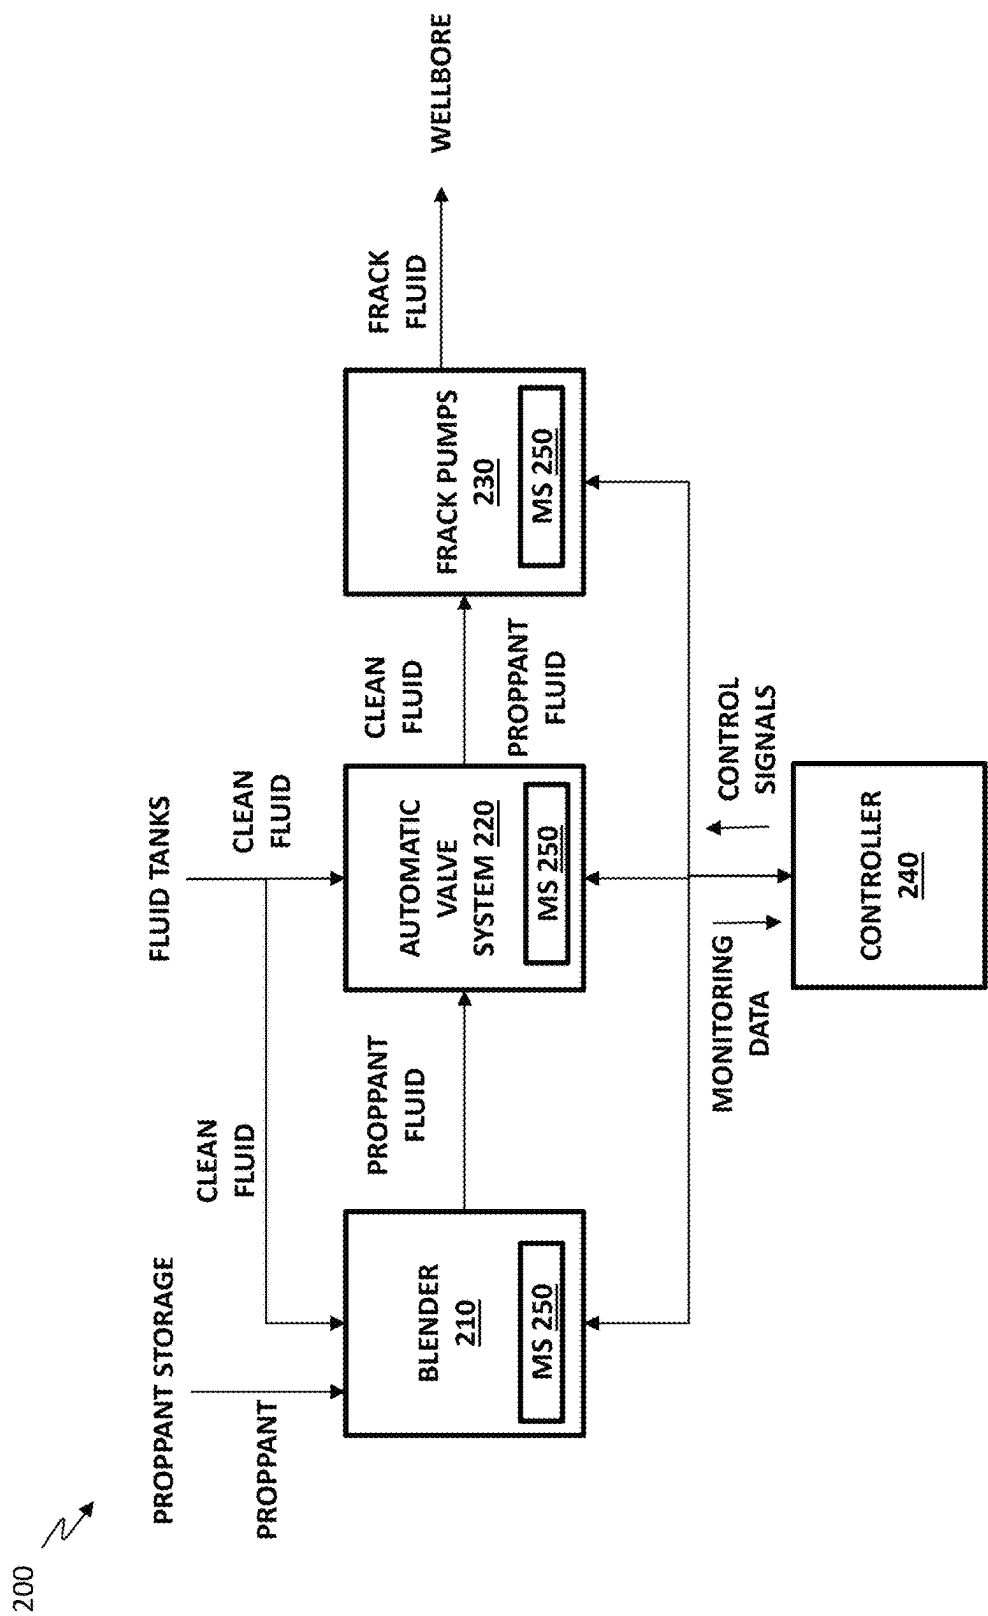 200
PROPPANT STORAGE
PROPPANT
FLUID TANKS
CLEAN
FLUID
CLEAN
FLUID
BLENDER
210
MS 250
PROPPANT
FLUID
AUTOMATIC
VALVE
SYSTEM 220
MS 250
CLEAN
FLUID
PROPPANT
FLUID
FRACK PUMPS
230
MS 250
FRACK
FLUID
WELLBORE
MONITORING
DATA
CONTROL
SIGNALS
CONTROLLER
240